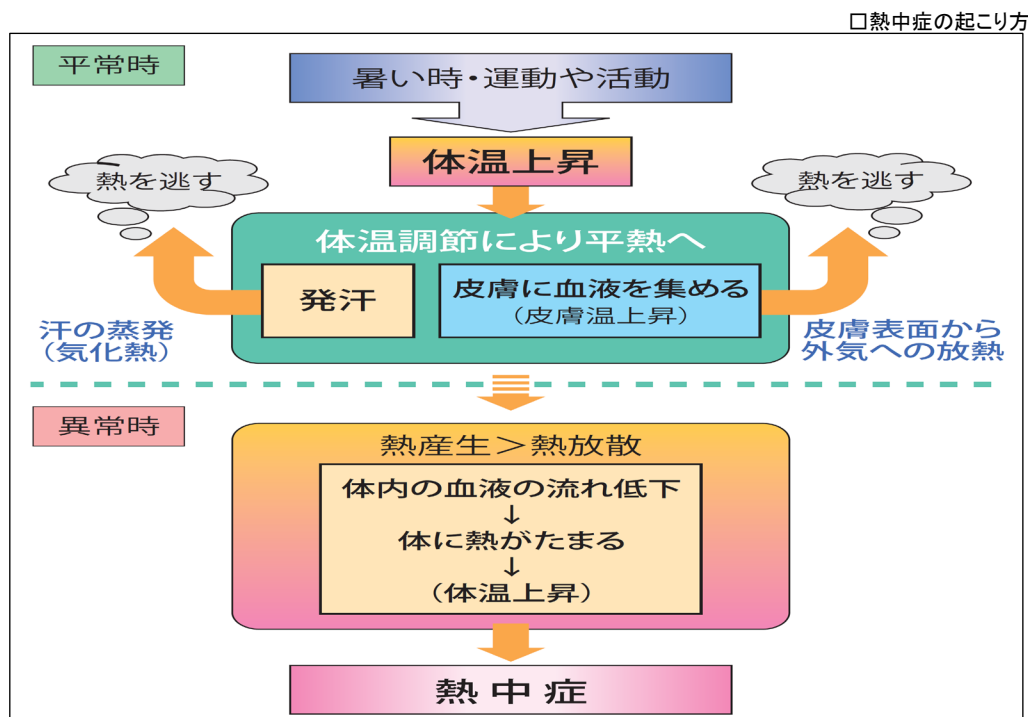 □熱中症の起こり方
平常時
暑い時・運動や活動
体温上昇
熱を逃す
熱を逃す
体温調節により平熱へ
発汗
皮膚に血液を集める
(皮膚温上昇)
汗の蒸発
(気化熱)
皮膚表面から
外気への放熱
異常時
熱産生＞熱放散
体内の血液の流れ低下
↓
体に熱がたまる
↓
(体温上昇)
熱中症